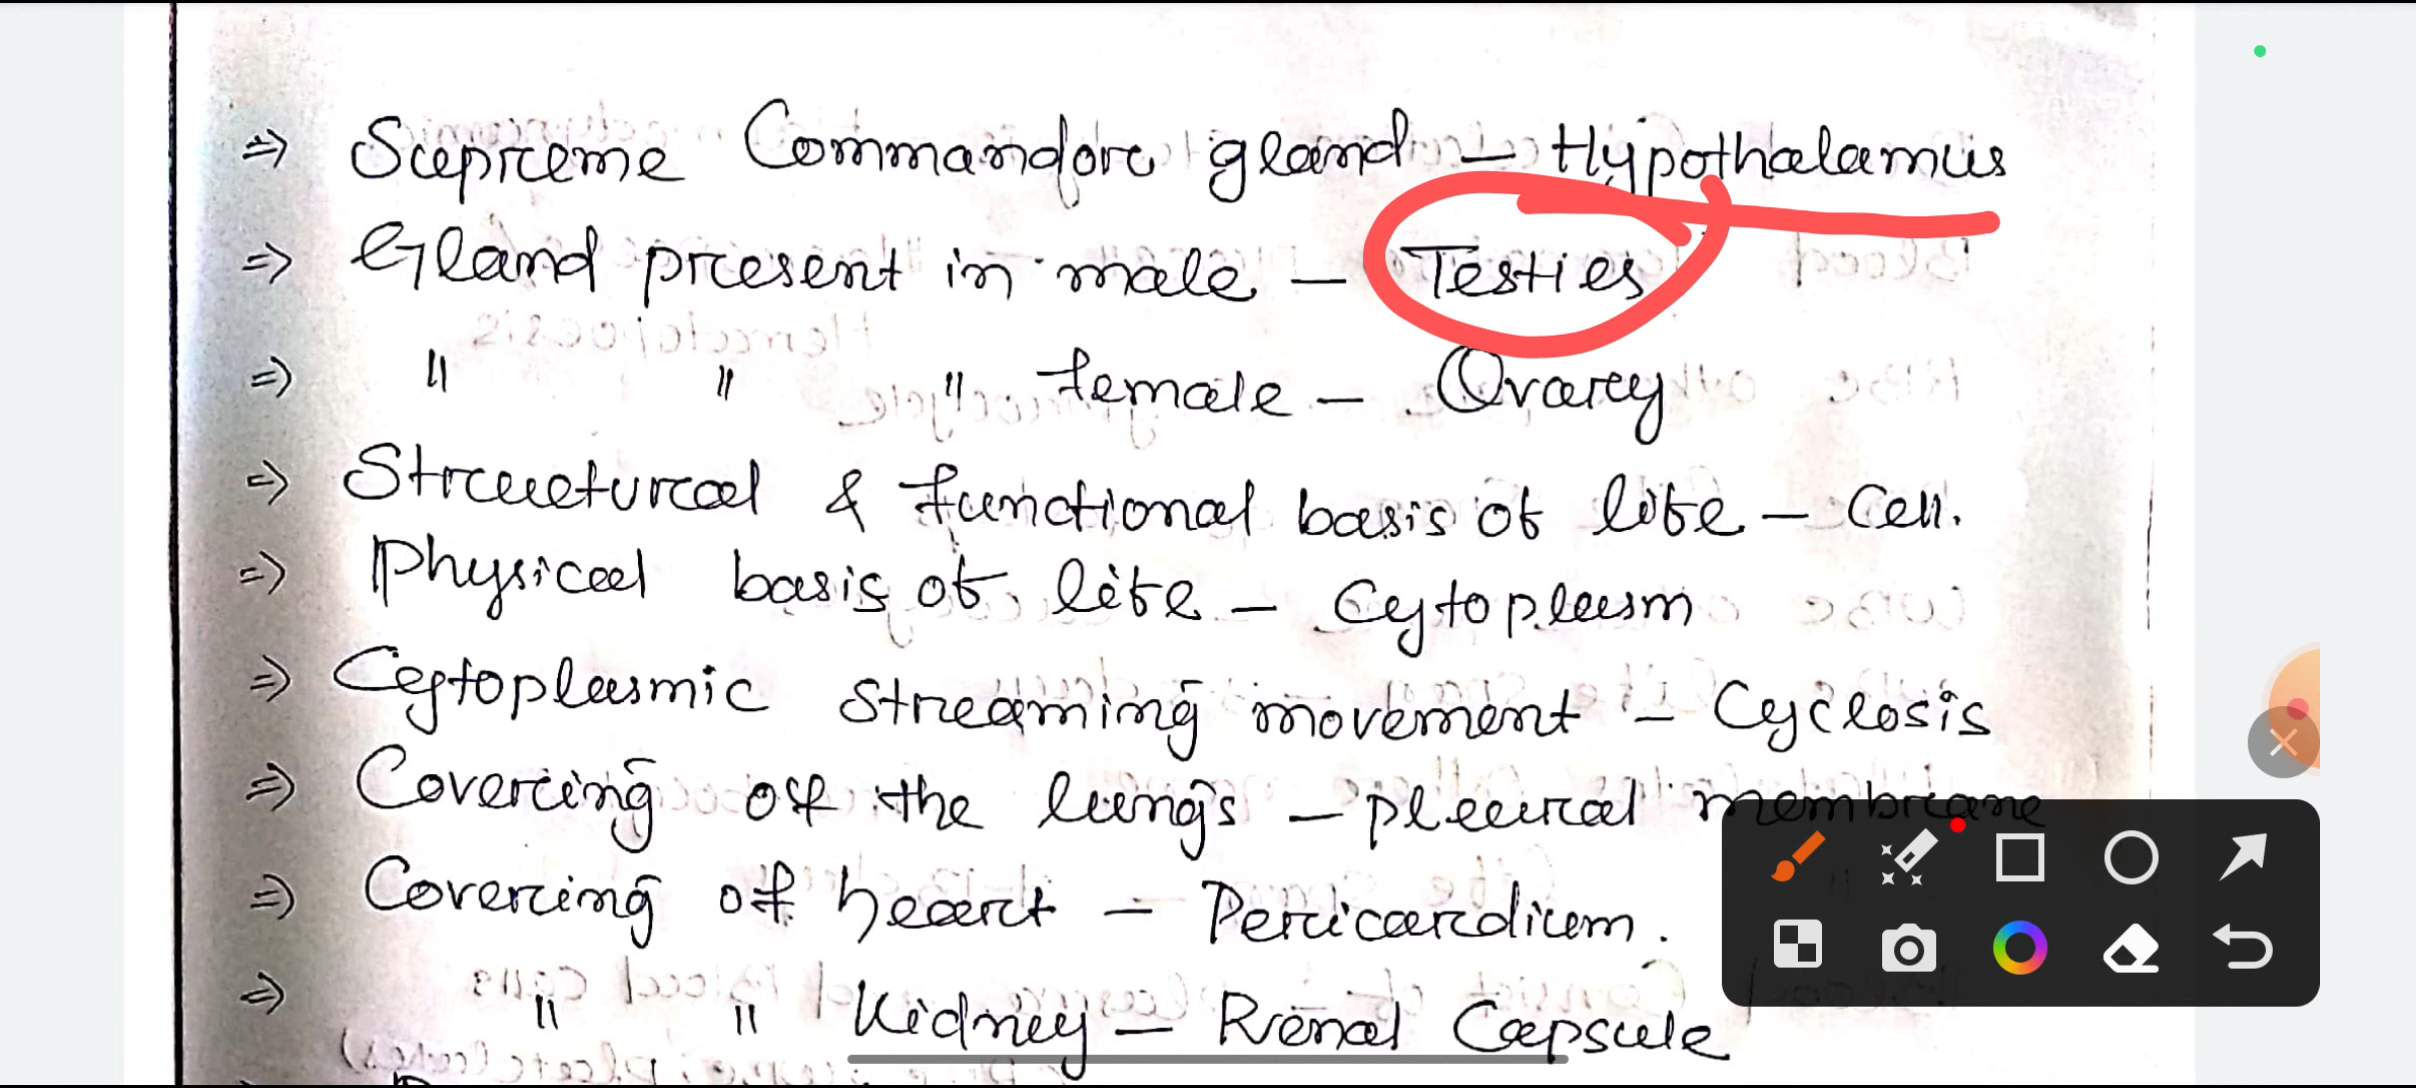 => Supreme Commandore gland - Hypothalamus
=> Gland present in male - Testies
=> " " " female - Ovary
=> Structural & functional basis of life - Cell.
=> Physical basis of life - Cytoplasm
=> Cytoplasmic streaming movement - Cyclosis
=> Covering of the lungs - pleural membrane
=> Covering of heart - Pericardium.
=> " " Kidney - Renal Capsule